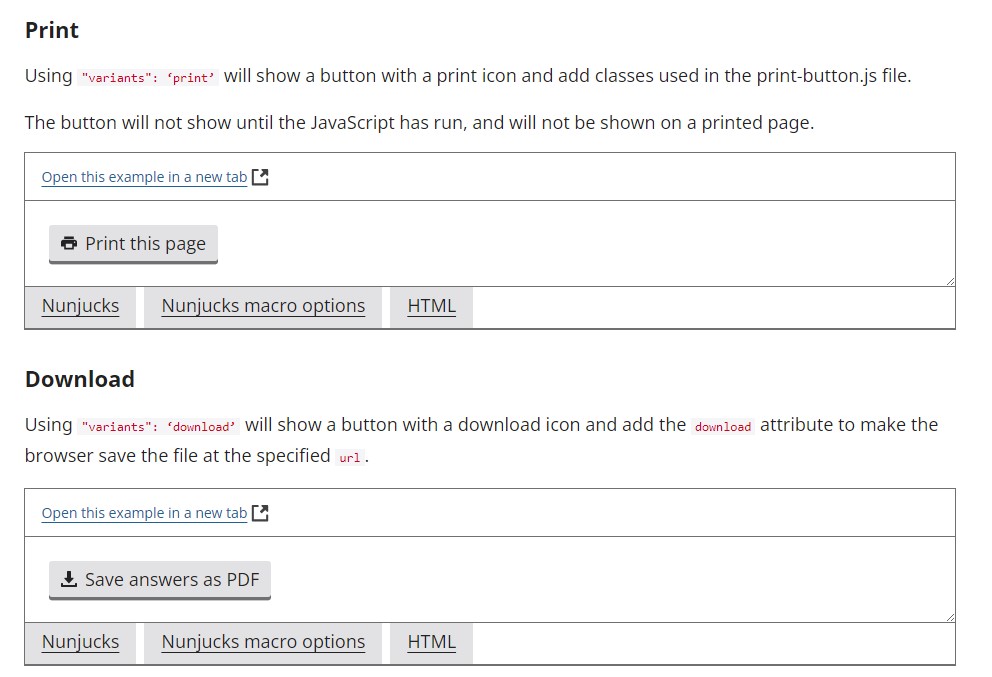 Print
Using "variants": ‘print’ will show a button with a print icon and add classes used in the print-button.js file.
The button will not show until the JavaScript has run, and will not be shown on a printed page.
Open this example in a new tab
Print this page
Nunjucks Nunjucks macro options HTML
Download
Using "variants": ‘download’ will show a button with a download icon and add the download attribute to make the
browser save the file at the specified url.
Open this example in a new tab
Save answers as PDF
Nunjucks Nunjucks macro options HTML